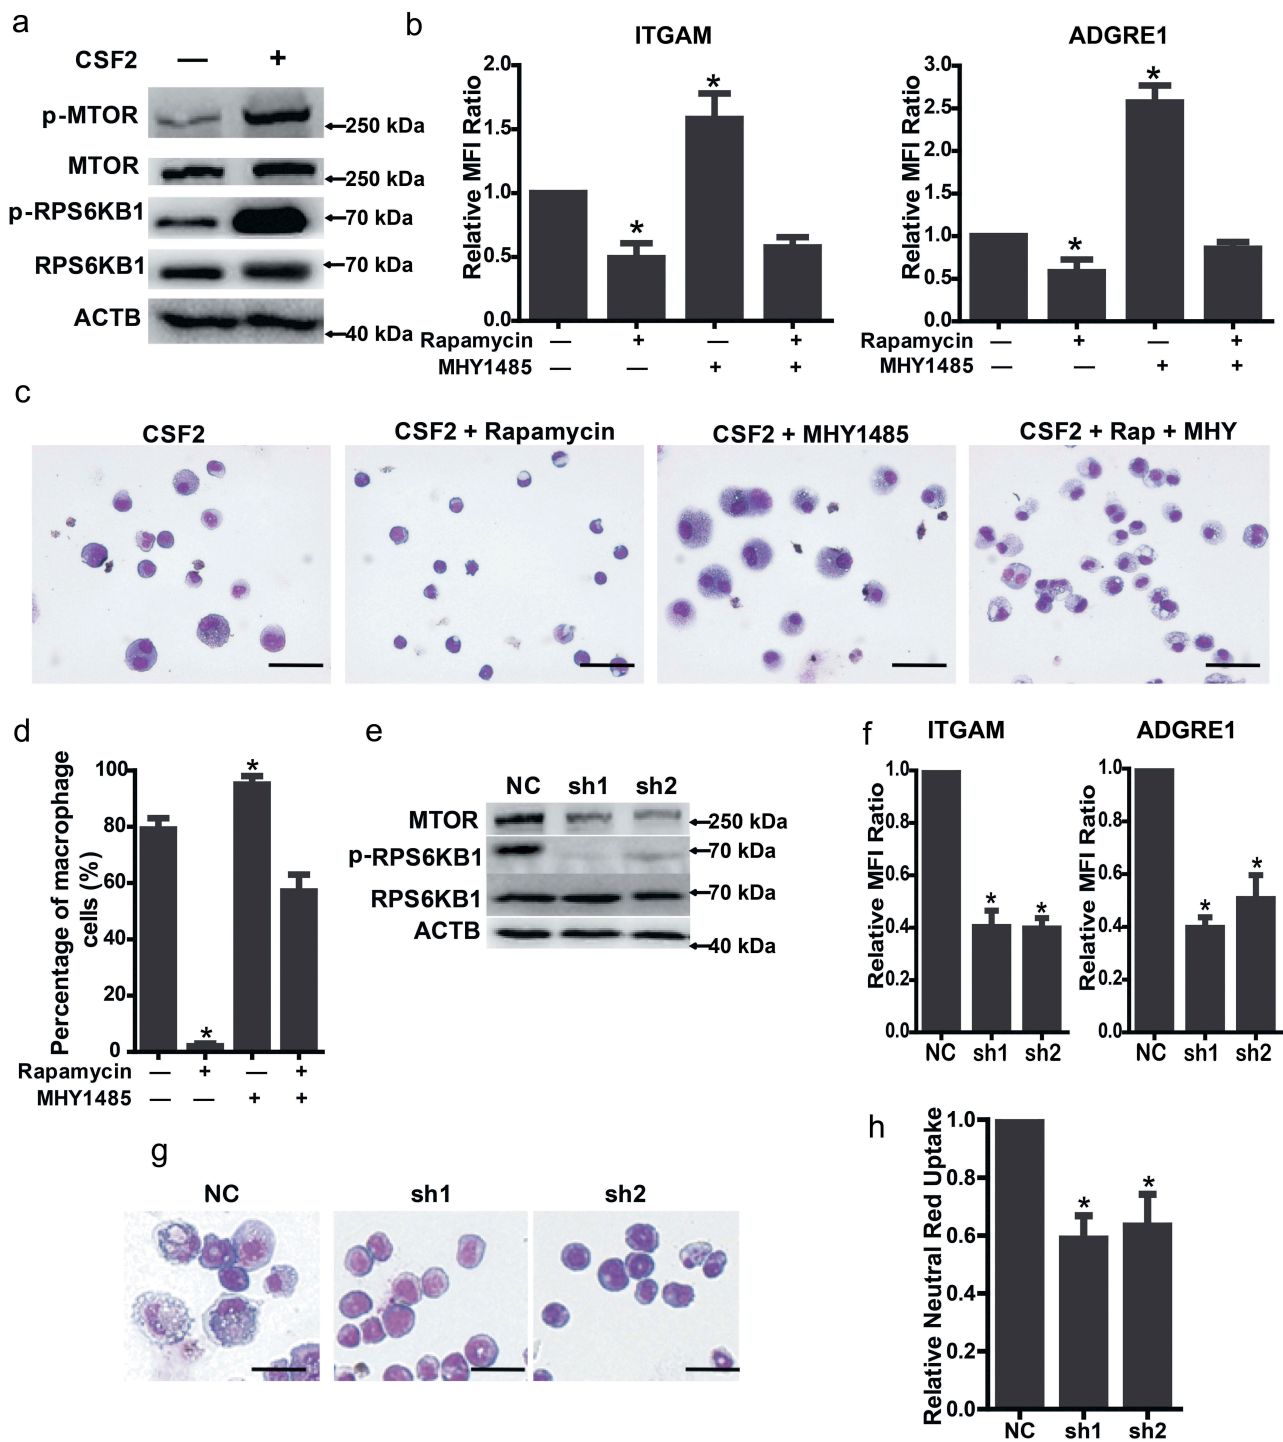 a
CSF2 — +
p-MTOR
250 kDa
MTOR
250 kDa
p-RPS6KB1
70 kDa
RPS6KB1
70 kDa
ACTB
40 kDa
b
ITGAM
Relative MFI Ratio
2.0
1.5
1.0
0.5
0.0
*
*
Rapamycin — + — +
MHY1485 — — + +
ADGRE1
Relative MFI Ratio
3.0
2.5
2.0
1.5
1.0
0.5
0.0
*
*
Rapamycin — + — +
MHY1485 — — + +
c
CSF2
CSF2 + Rapamycin
CSF2 + MHY1485
CSF2 + Rap + MHY
d
Percentage of macrophage
cells (%)
100
80
60
40
20
0
*
*
Rapamycin — + — +
MHY1485 — — + +
e
NC sh1 sh2
MTOR
250 kDa
p-RPS6KB1
70 kDa
RPS6KB1
70 kDa
ACTB
40 kDa
f
ITGAM
Relative MFI Ratio
1.0
0.8
0.6
0.4
0.2
0.0
* *
NC sh1 sh2
ADGRE1
Relative MFI Ratio
1.0
0.8
0.6
0.4
0.2
0.0
* *
NC sh1 sh2
g
NC
sh1
sh2
h
Relative Neutral Red Uptake
1.0
0.8
0.6
0.4
0.2
0.0
* *
NC sh1 sh2